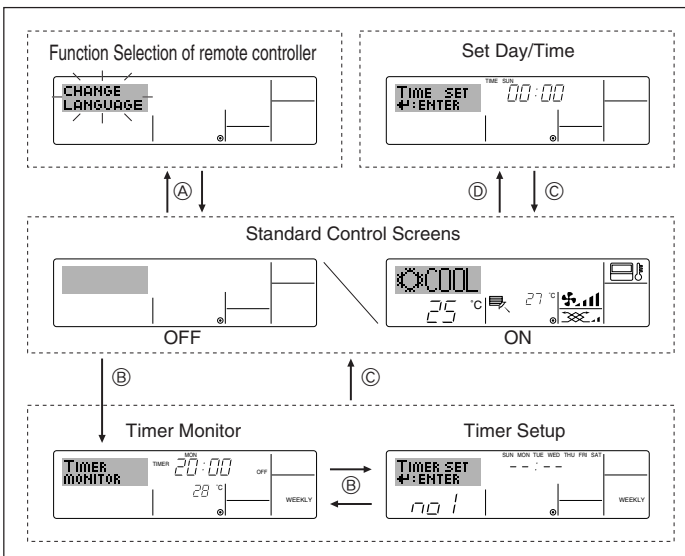 Function Selection of remote controller
CHANGE
LANGUAGE
Set Day/Time
TIME SUN
TIME SET
↵:ENTER
00:00
Ⓐ
Ⓓ
Ⓒ
Standard Control Screens
COOL
25 °C
27 °C
OFF
ON
Ⓑ
Ⓒ
Timer Monitor
TIMER
MONITOR
MON
TIMER 20:00 OFF
28 °C
WEEKLY
Ⓑ
Timer Setup
SUN MON TUE WED THU FRI SAT
TIMER SET
↵:ENTER
--:--
no 1
WEEKLY